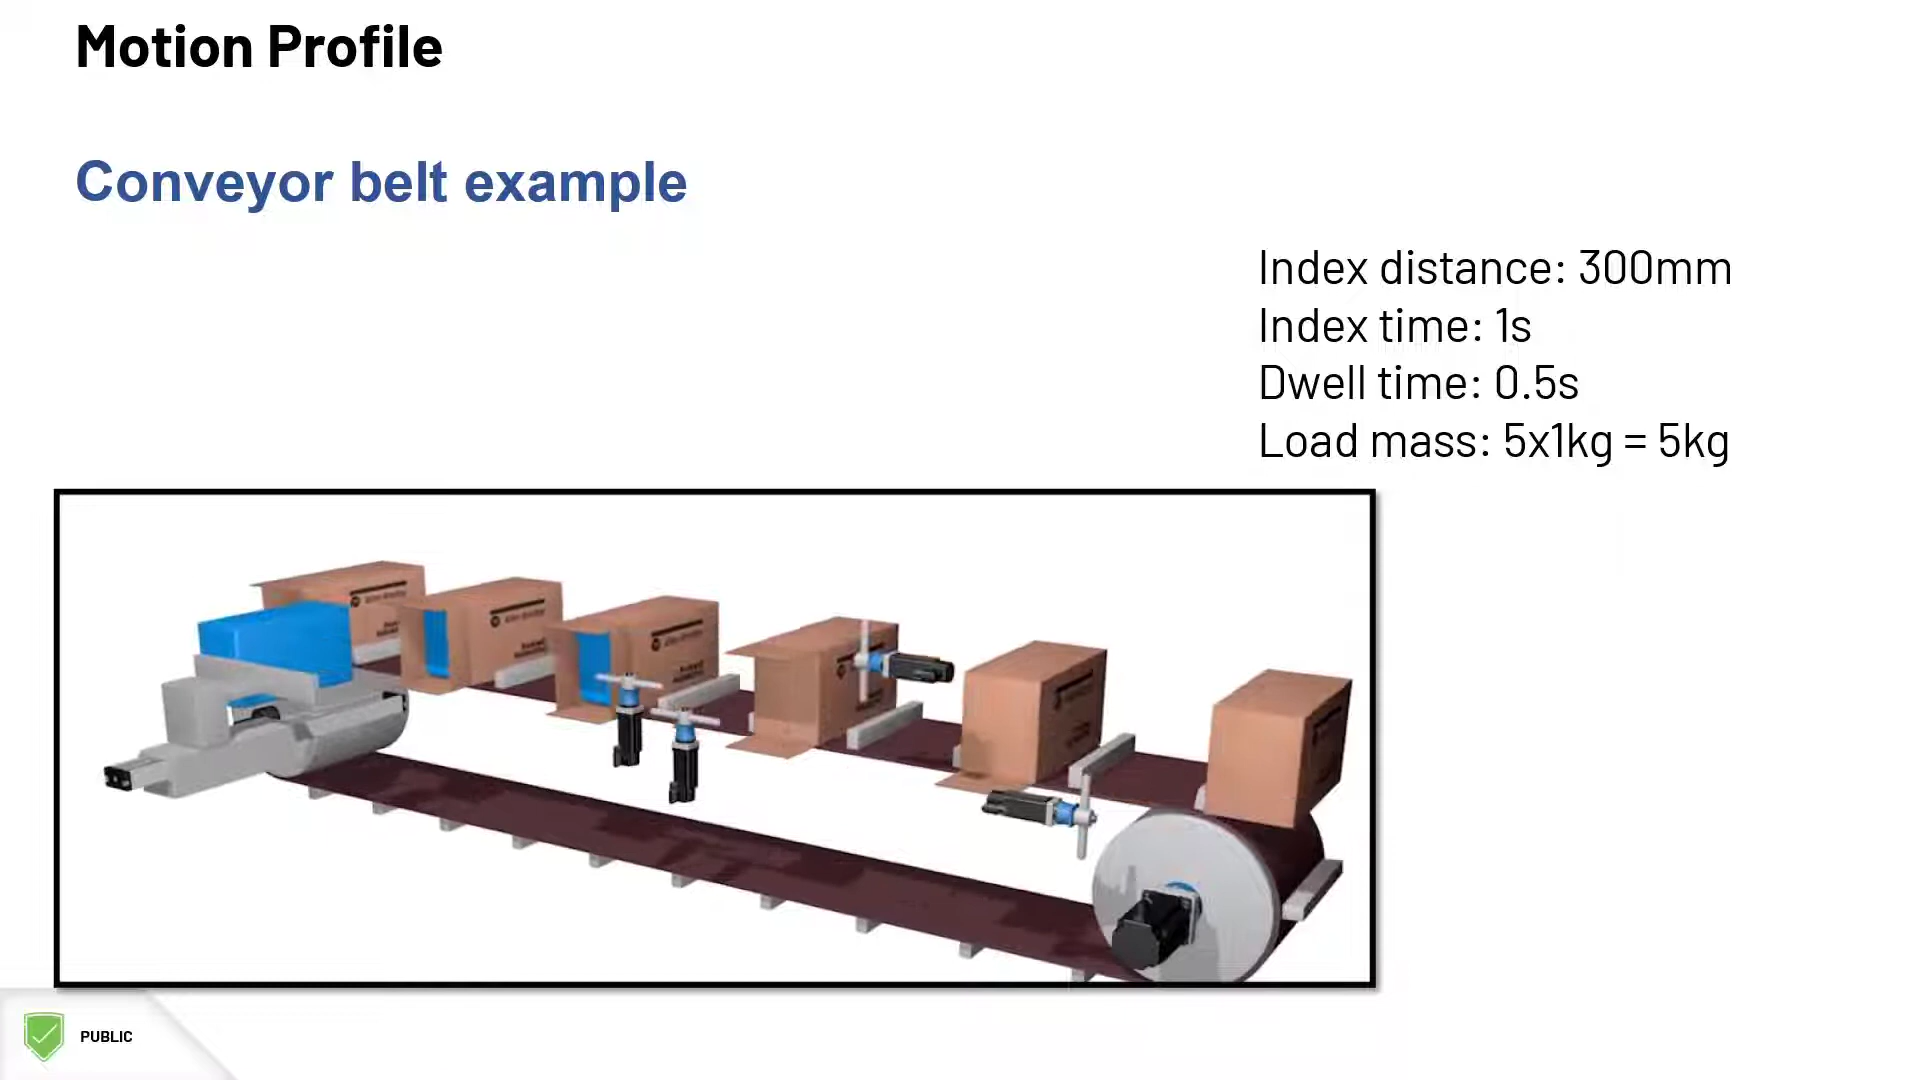 Motion Profile
Conveyor belt example
Index distance: 300mm
Index time: 1s
Dwell time: 0.5s
Load mass: 5x1kg = 5kg
PUBLIC